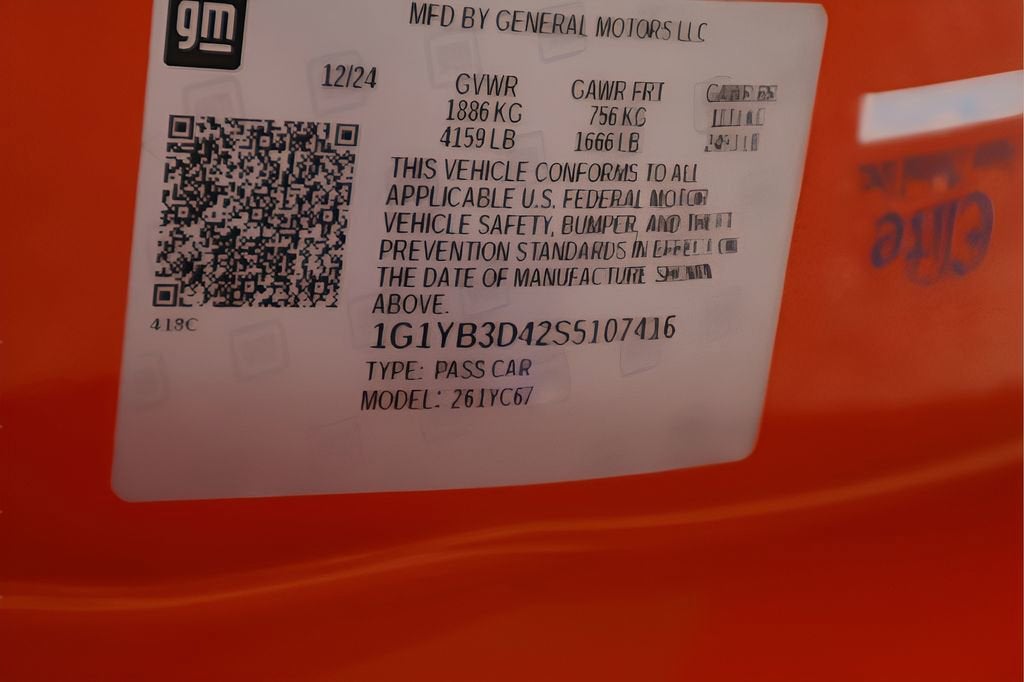 gm
MFD BY GENERAL MOTORS LLC
12/24
GVWR GAWR FRT
1886 KG 756 KG
4159 LB 1666 LB
THIS VEHICLE CONFORMS TO ALL
APPLICABLE U.S. FEDERAL MOTOR
VEHICLE SAFETY, BUMPER, AND
PREVENTION STANDARDS IN
THE DATE OF MANUFACTURE
ABOVE.
418C
1G1YB3D42S5107416
TYPE: PASS CAR
MODEL: 261YC67
Elite